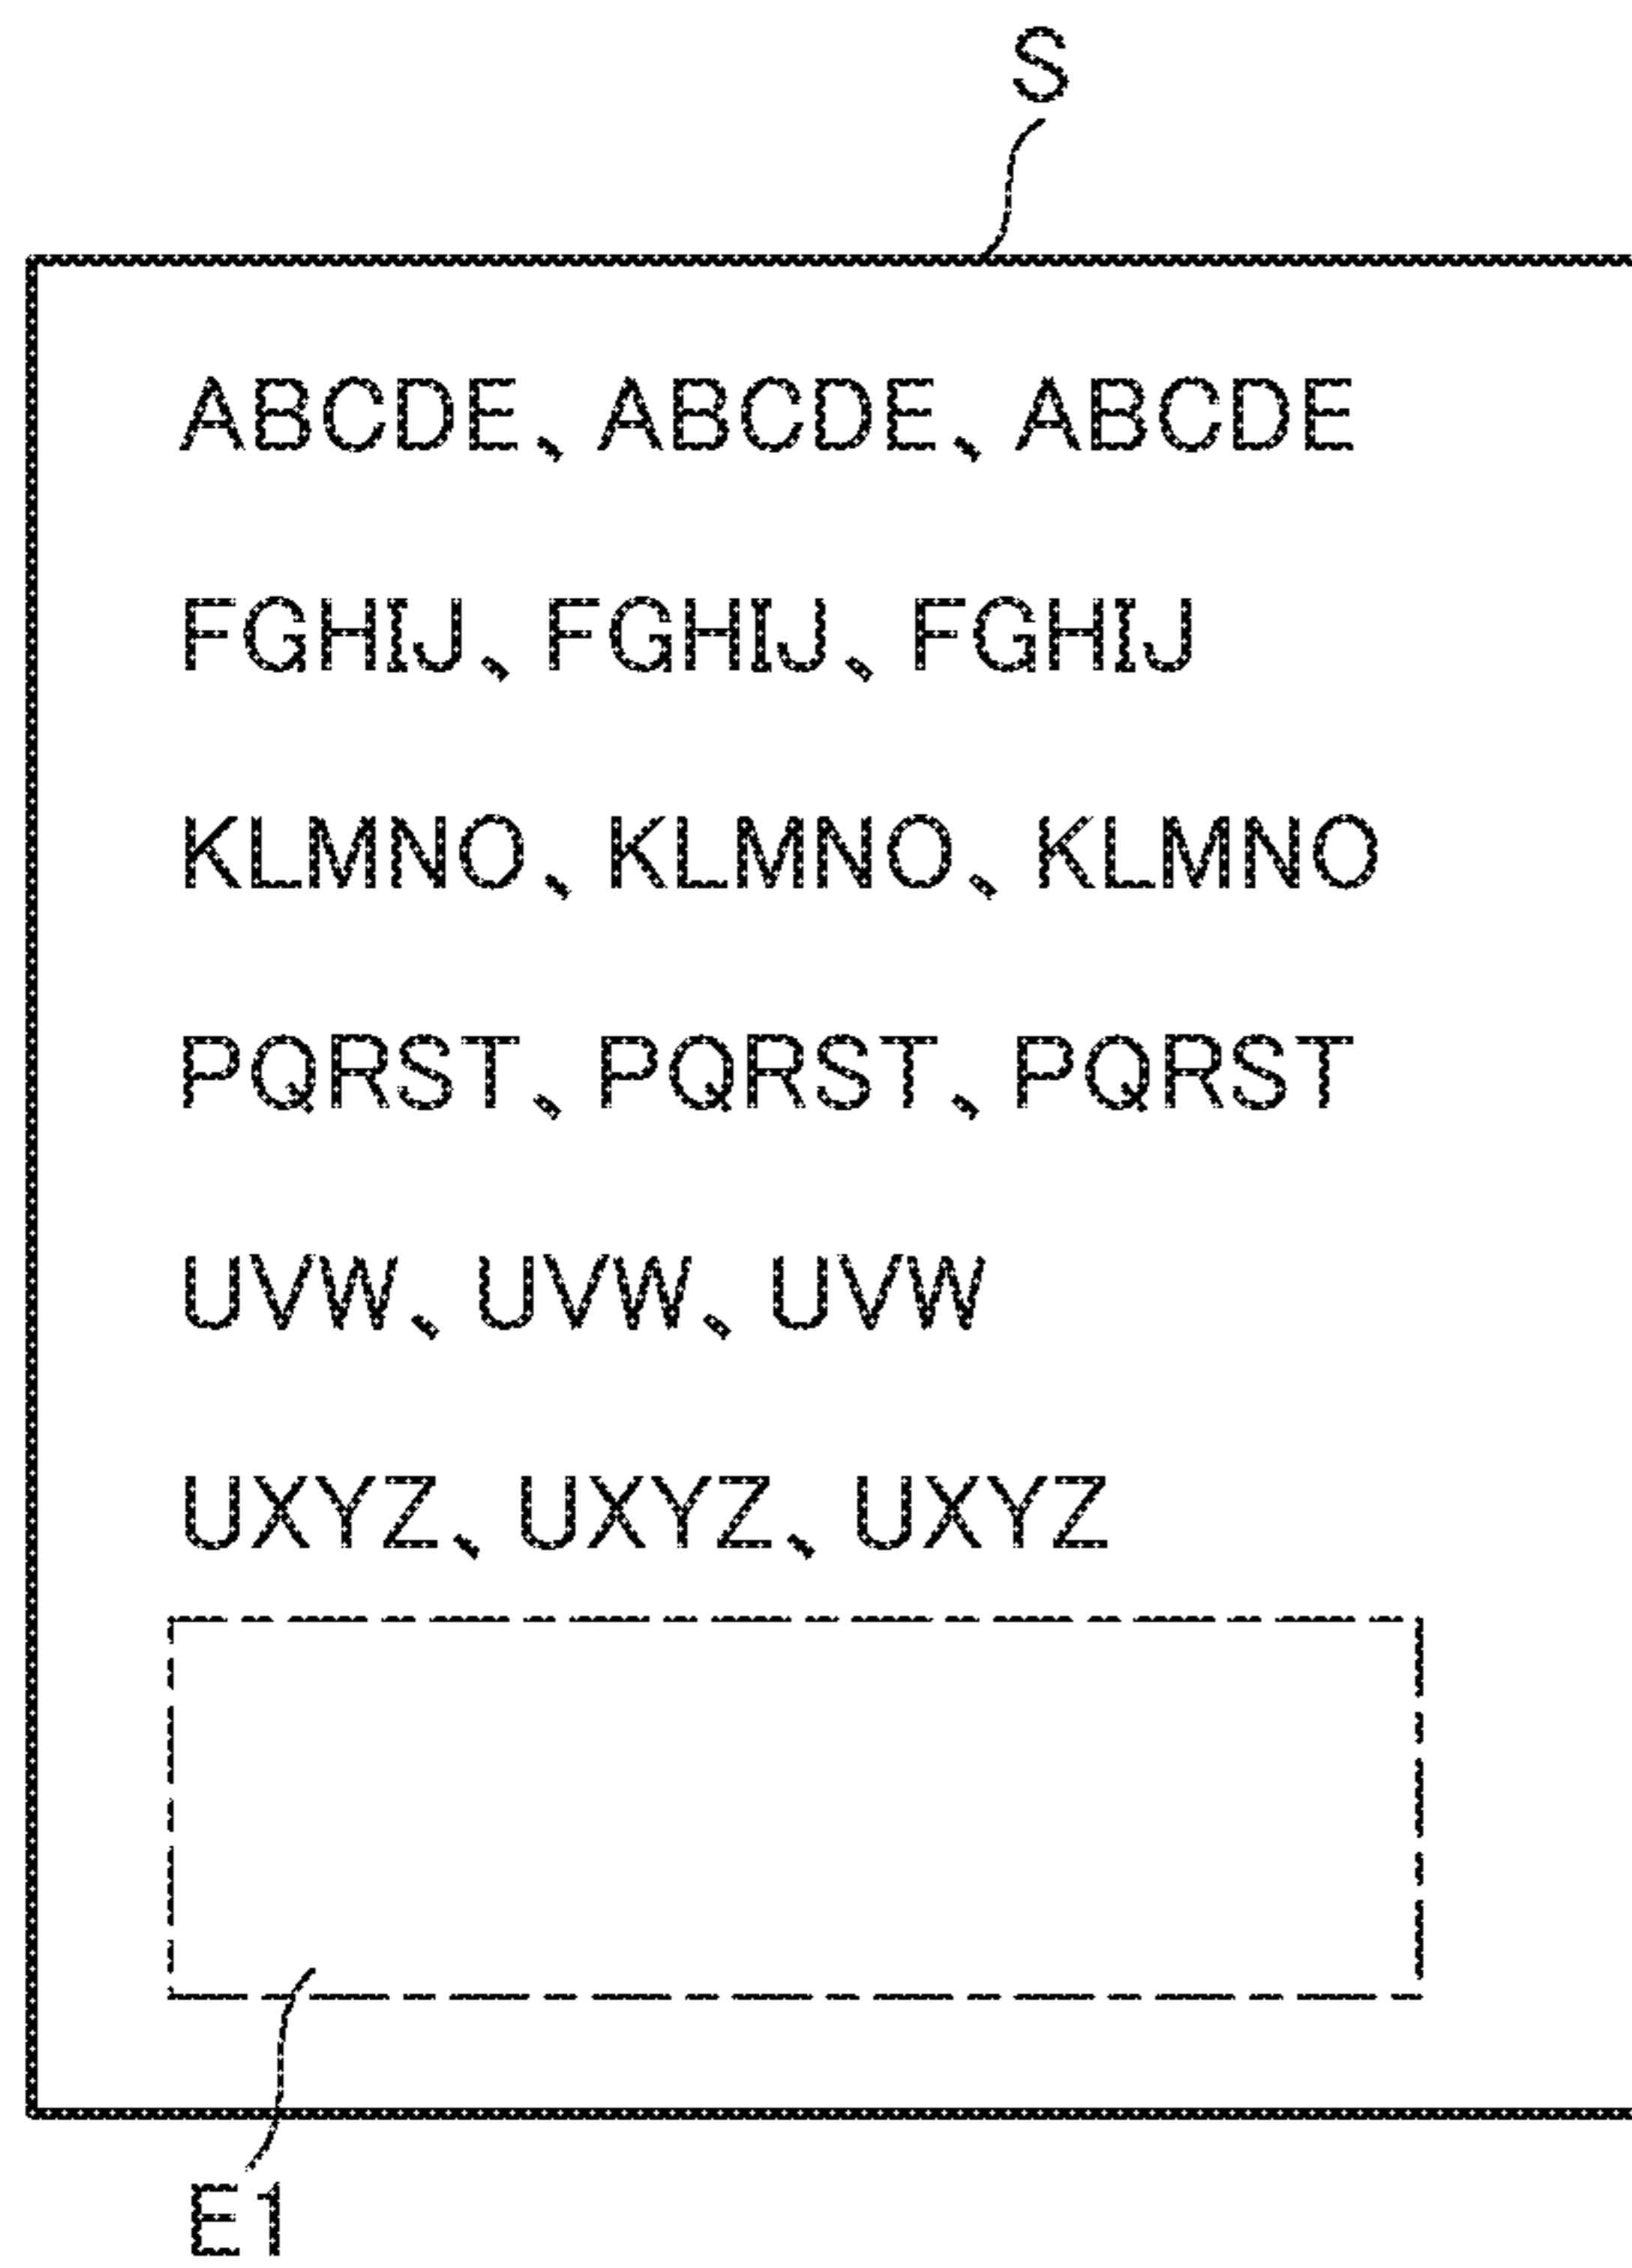 S
ABCDE、ABCDE、ABCDE
FGHIJ、FGHIJ、FGHIJ
KLMNO、KLMNO、KLMNO
PQRST、PQRST、PQRST
UVW、UVW、UVW
UXYZ、UXYZ、UXYZ
E1